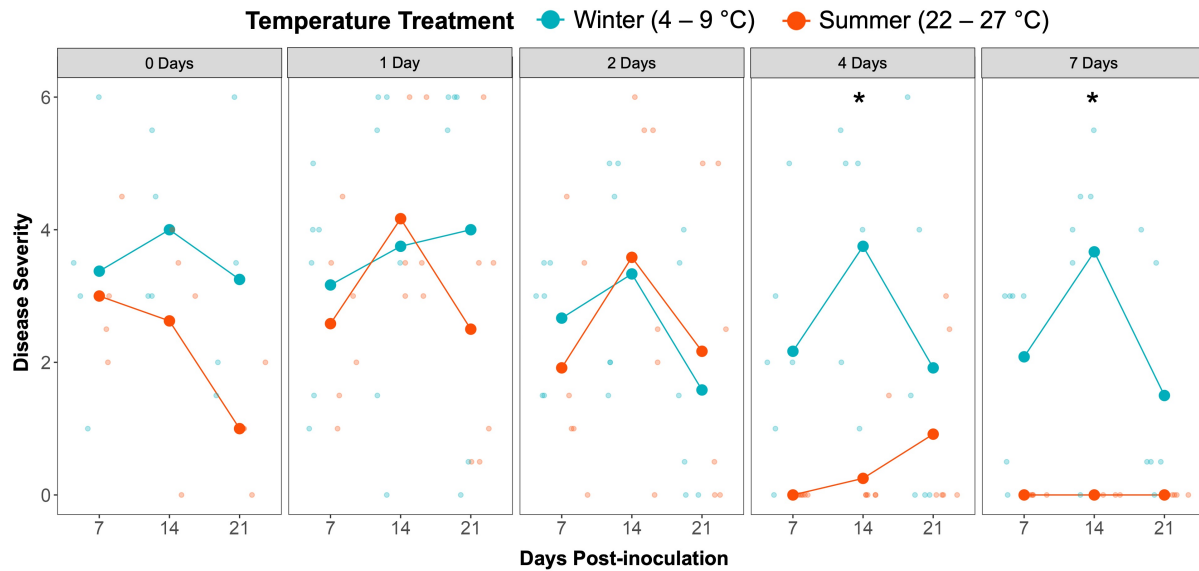 Temperature Treatment Winter (4 – 9 °C) Summer (22 – 27 °C)
0 Days 1 Day 2 Days 4 Days 7 Days
* *
6
4
2
0
Disease Severity
7 14 21 7 14 21 7 14 21 7 14 21 7 14 21
Days Post-inoculation